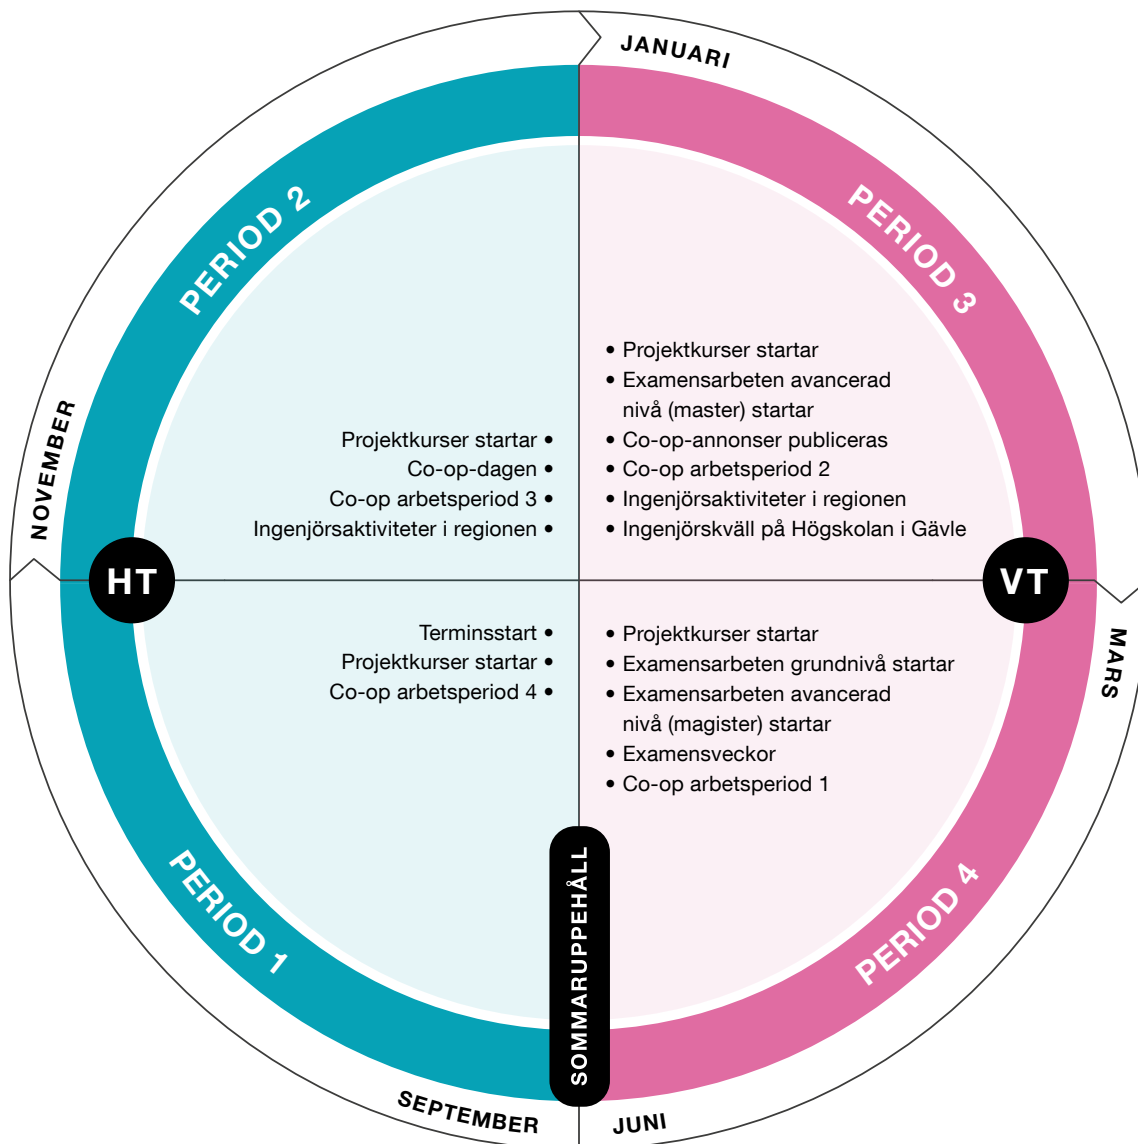 JANUARI
PERIOD 2
PERIOD 3
• Projektkurser startar
• Examensarbeten avancerad
nivå (master) startar
• Co-op-annonser publiceras
• Co-op arbetsperiod 2
• Ingenjörsaktiviteter i regionen
• Ingenjörskväll på Högskolan i Gävle
NOVEMBER
Projektkurser startar •
Co-op-dagen •
Co-op arbetsperiod 3 •
Ingenjörsaktiviteter i regionen •
HT
VT
MARS
Terminsstart •
Projektkurser startar •
Co-op arbetsperiod 4 •
• Projektkurser startar
• Examensarbeten grundnivå startar
• Examensarbeten avancerad
nivå (magister) startar
• Examensveckor
• Co-op arbetsperiod 1
PERIOD 1
SOMMARUPPEHÅLL
PERIOD 4
SEPTEMBER
JUNI